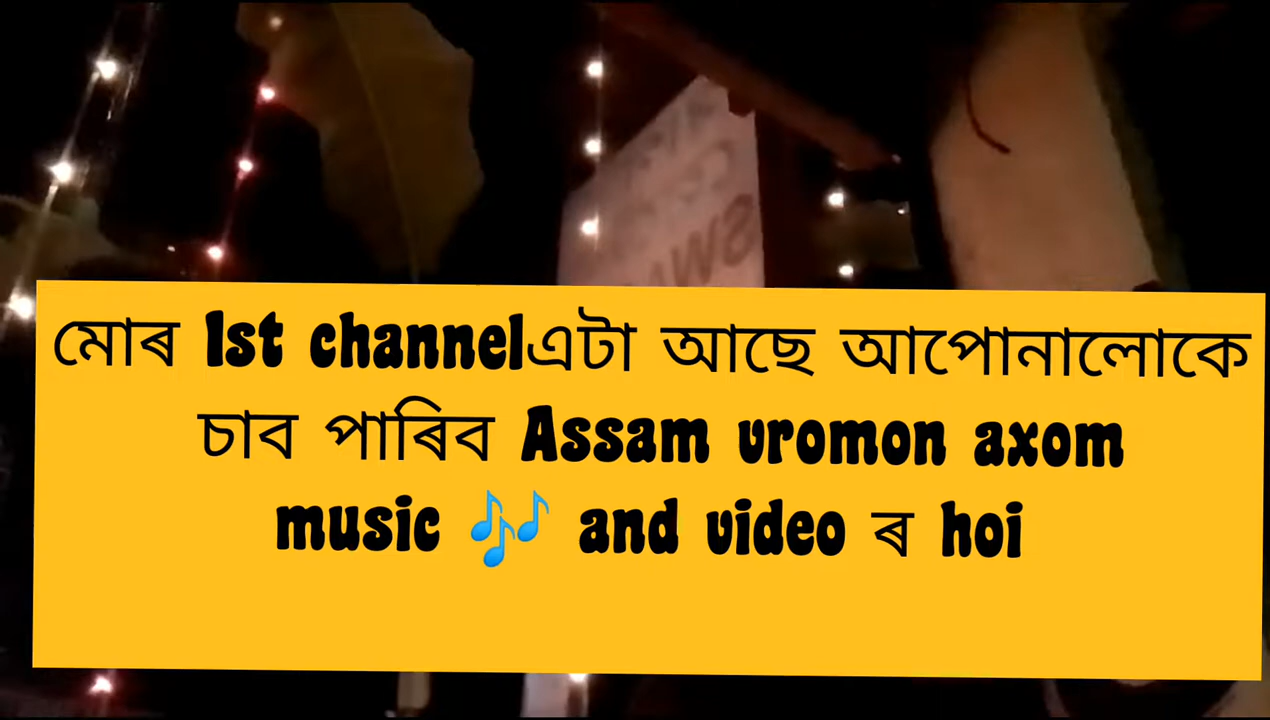 মোৰ 1st channelএটা আছে আপোনালোকে
চাব পাৰিব Assam vromon axom
music 🎶 and video ৰ hoi